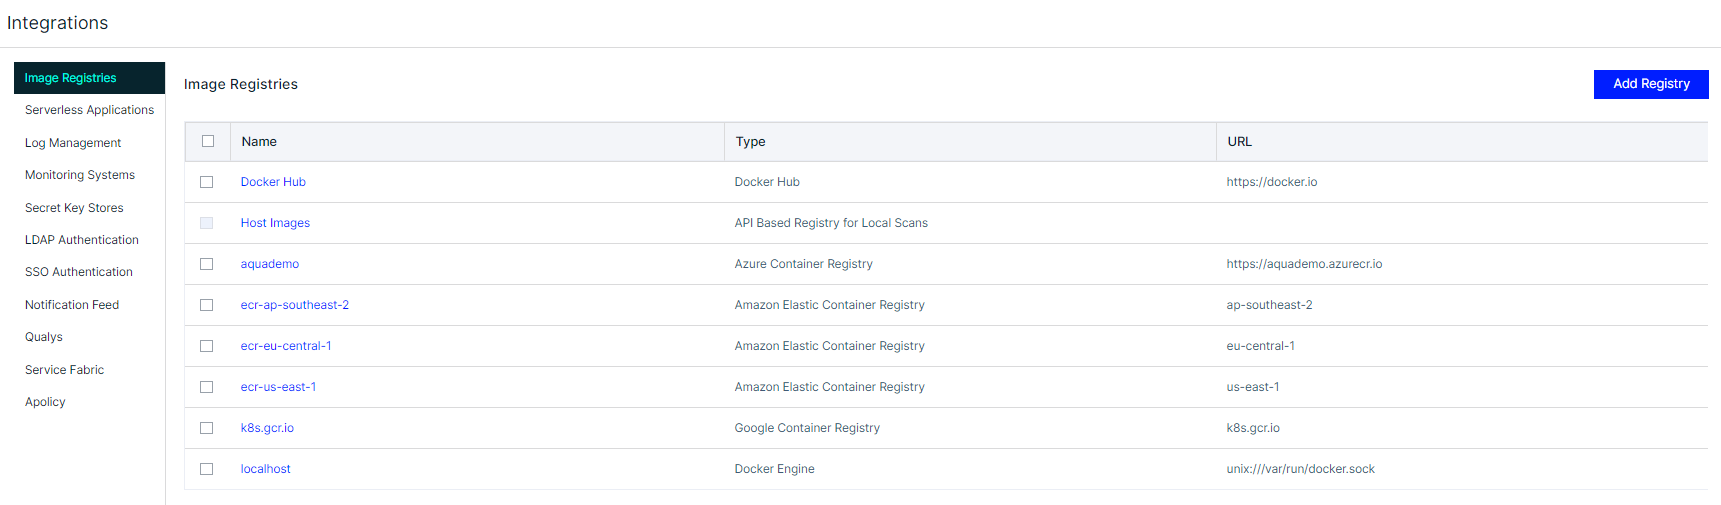 Integrations
Image Registries
Serverless Applications
Log Management
Monitoring Systems
Secret Key Stores
LDAP Authentication
SSO Authentication
Notification Feed
Qualys
Service Fabric
Apolicy
Image Registries
Add Registry
Name Type URL
Docker Hub Docker Hub https://docker.io
Host Images API Based Registry for Local Scans
aquademo Azure Container Registry https://aquademo.azurecr.io
ecr-ap-southeast-2 Amazon Elastic Container Registry ap-southeast-2
ecr-eu-central-1 Amazon Elastic Container Registry eu-central-1
ecr-us-east-1 Amazon Elastic Container Registry us-east-1
k8s.gcr.io Google Container Registry k8s.gcr.io
localhost Docker Engine unix:///var/run/docker.sock